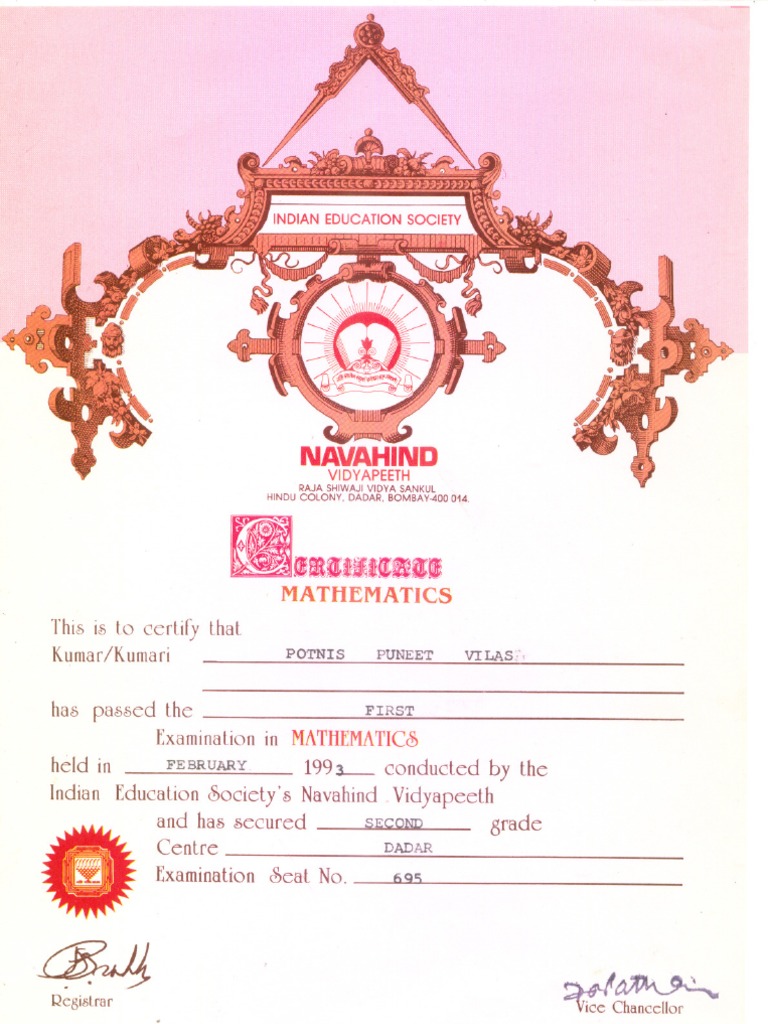 INDIAN EDUCATION SOCIETY
NAVAHIND
VIDYAPEETH
RAJA SHIWAJI VIDYA SANKUL
HINDU COLONY, DADAR, BOMBAY-400 014.
CERTIFICATE
MATHEMATICS
This is to certify that
Kumar/Kumari POTNIS PUNEET VILAS
has passed the FIRST
Examination in MATHEMATICS
held in FEBRUARY 1993 conducted by the
Indian Education Society's Navahind Vidyapeeth
and has secured SECOND grade
Centre DADAR
Examination Seat No. 695
Registrar
Vice Chancellor